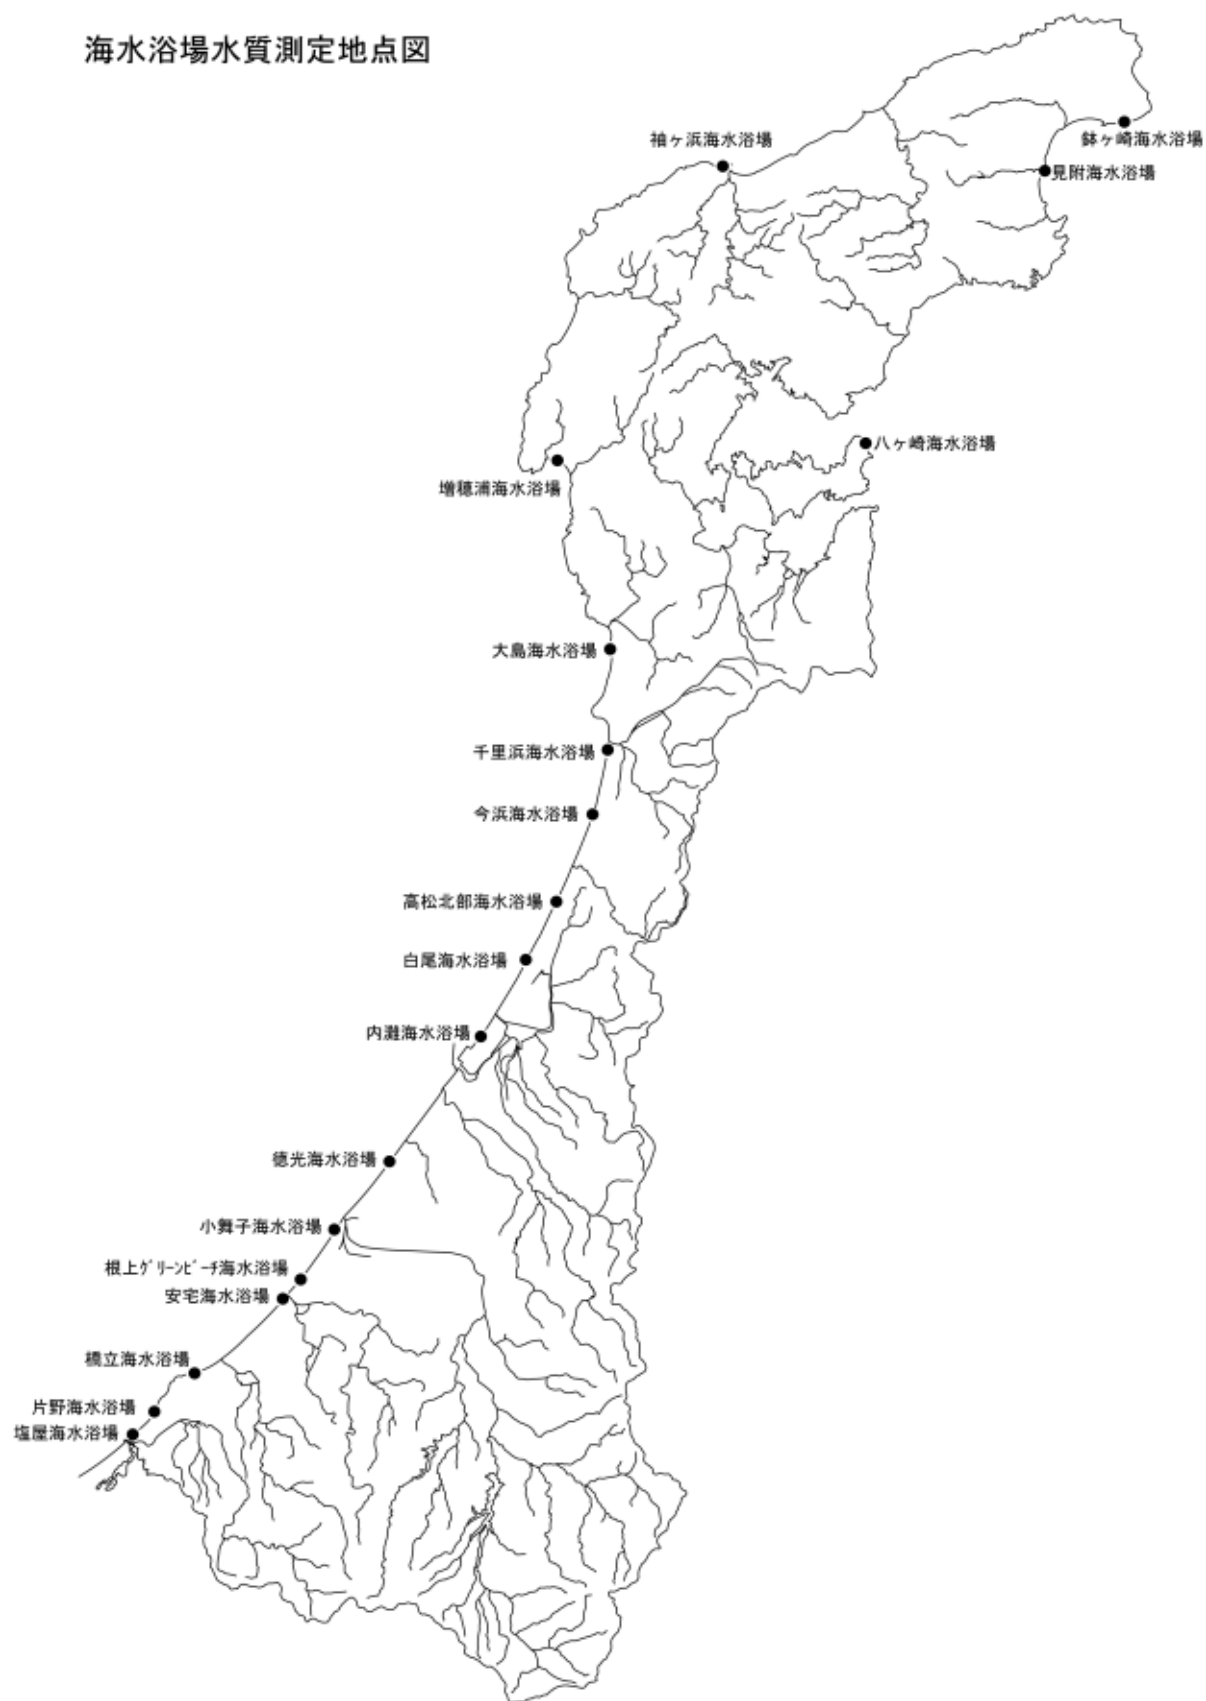 海水浴場水質測定地点図
鉢ヶ崎海水浴場
袖ヶ浜海水浴場
見附海水浴場
八ヶ崎海水浴場
増穂浦海水浴場
大島海水浴場
千里浜海水浴場
今浜海水浴場
高松北部海水浴場
白尾海水浴場
内灘海水浴場
徳光海水浴場
小舞子海水浴場
根上ｸﾞﾘｰﾝﾋﾞｰﾁ海水浴場
安宅海水浴場
橋立海水浴場
片野海水浴場
塩屋海水浴場